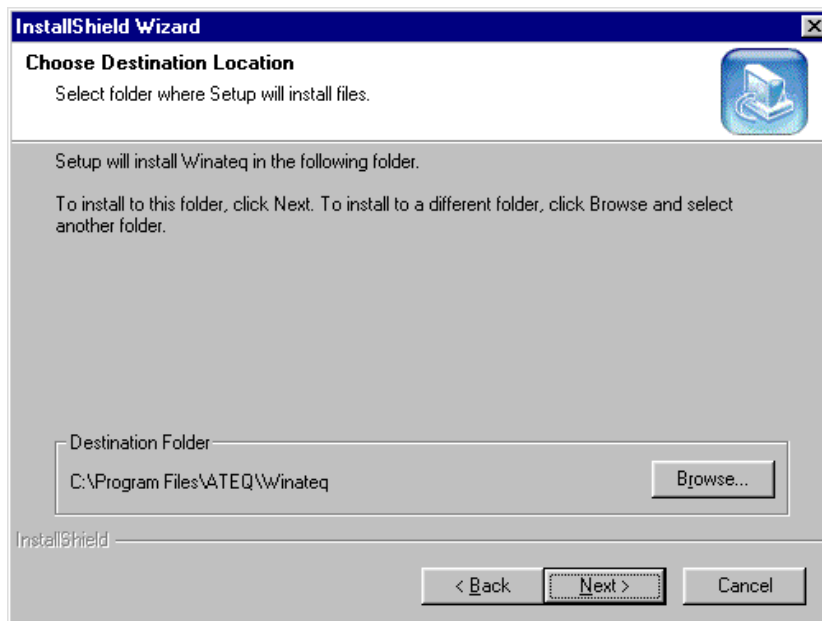 InstallShield Wizard
Choose Destination Location
Select folder where Setup will install files.
Setup will install Winateq in the following folder.
To install to this folder, click Next. To install to a different folder, click Browse and select
another folder.
Destination Folder
C:\Program Files\ATEQ\Winateq
Browse...
InstallShield
< Back
Next >
Cancel